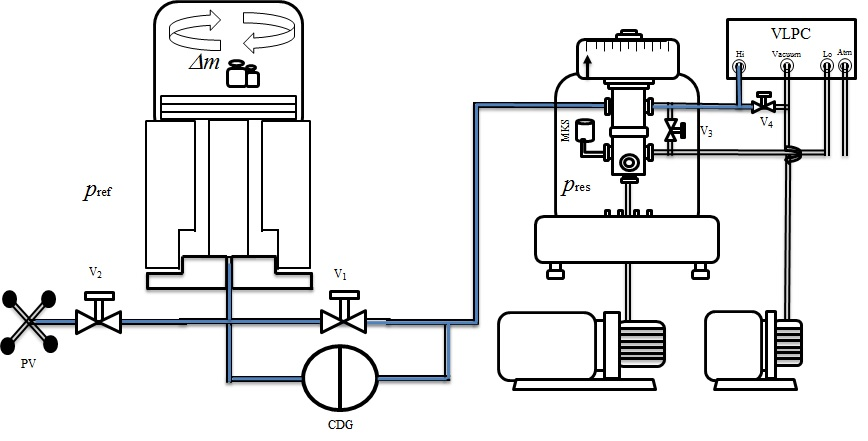 VLPC
Hi
Vacuum
Lo
Atm
Δm
MKS
V3
V4
pref
pres
V2
V1
PV
CDG